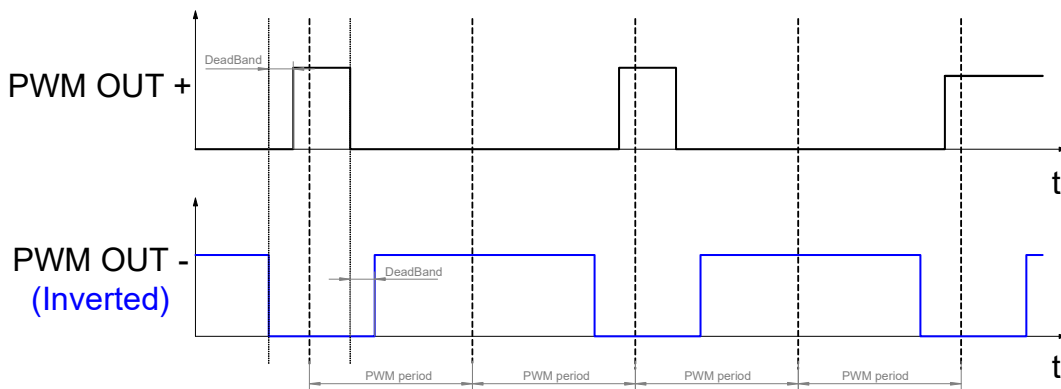 DeadBand
PWM OUT +
t
PWM OUT -
(Inverted)
DeadBand
t
PWM period
PWM period
PWM period
PWM period